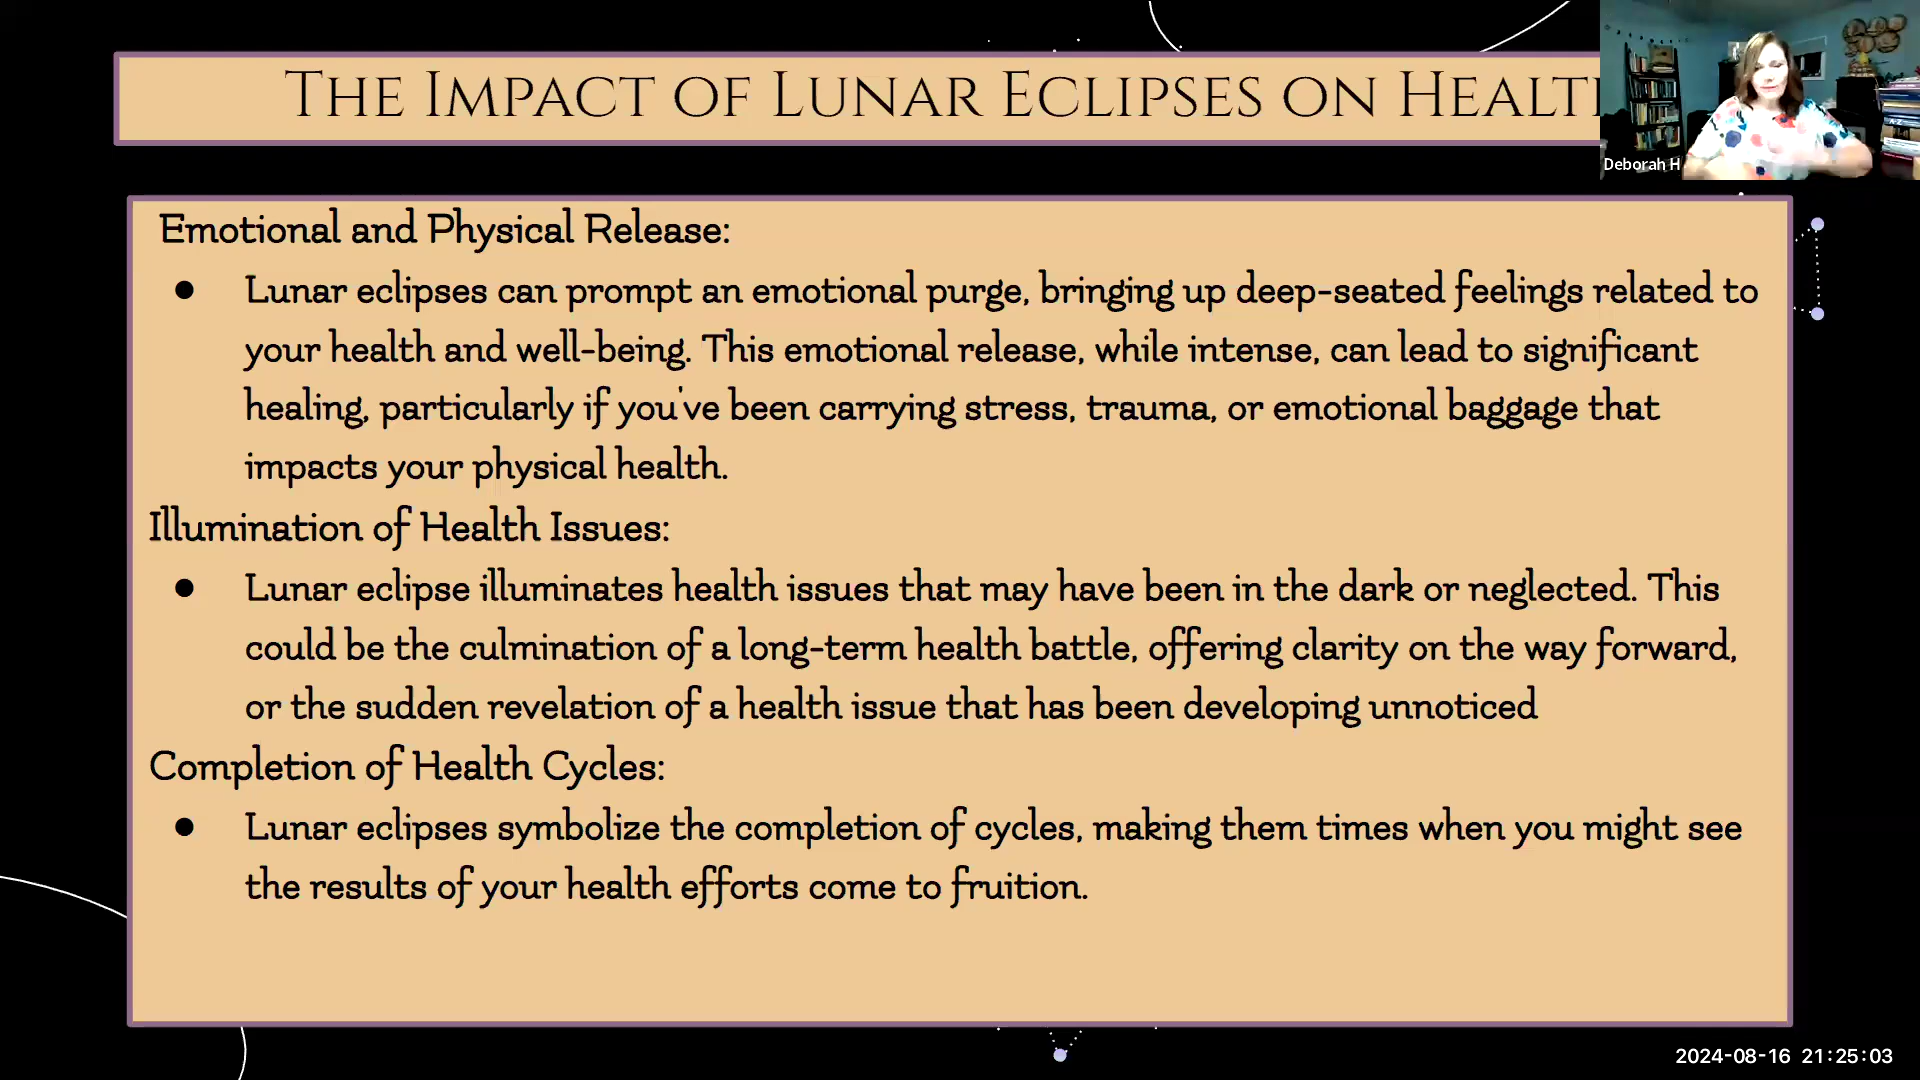 The Impact of Lunar Eclipses on Healt
Deborah H
Emotional and Physical Release:
● Lunar eclipses can prompt an emotional purge, bringing up deep-seated feelings related to
your health and well-being. This emotional release, while intense, can lead to significant
healing, particularly if you've been carrying stress, trauma, or emotional baggage that
impacts your physical health.
Illumination of Health Issues:
● Lunar eclipse illuminates health issues that may have been in the dark or neglected. This
could be the culmination of a long-term health battle, offering clarity on the way forward,
or the sudden revelation of a health issue that has been developing unnoticed
Completion of Health Cycles:
● Lunar eclipses symbolize the completion of cycles, making them times when you might see
the results of your health efforts come to fruition.
2024-08-16 21:25:03